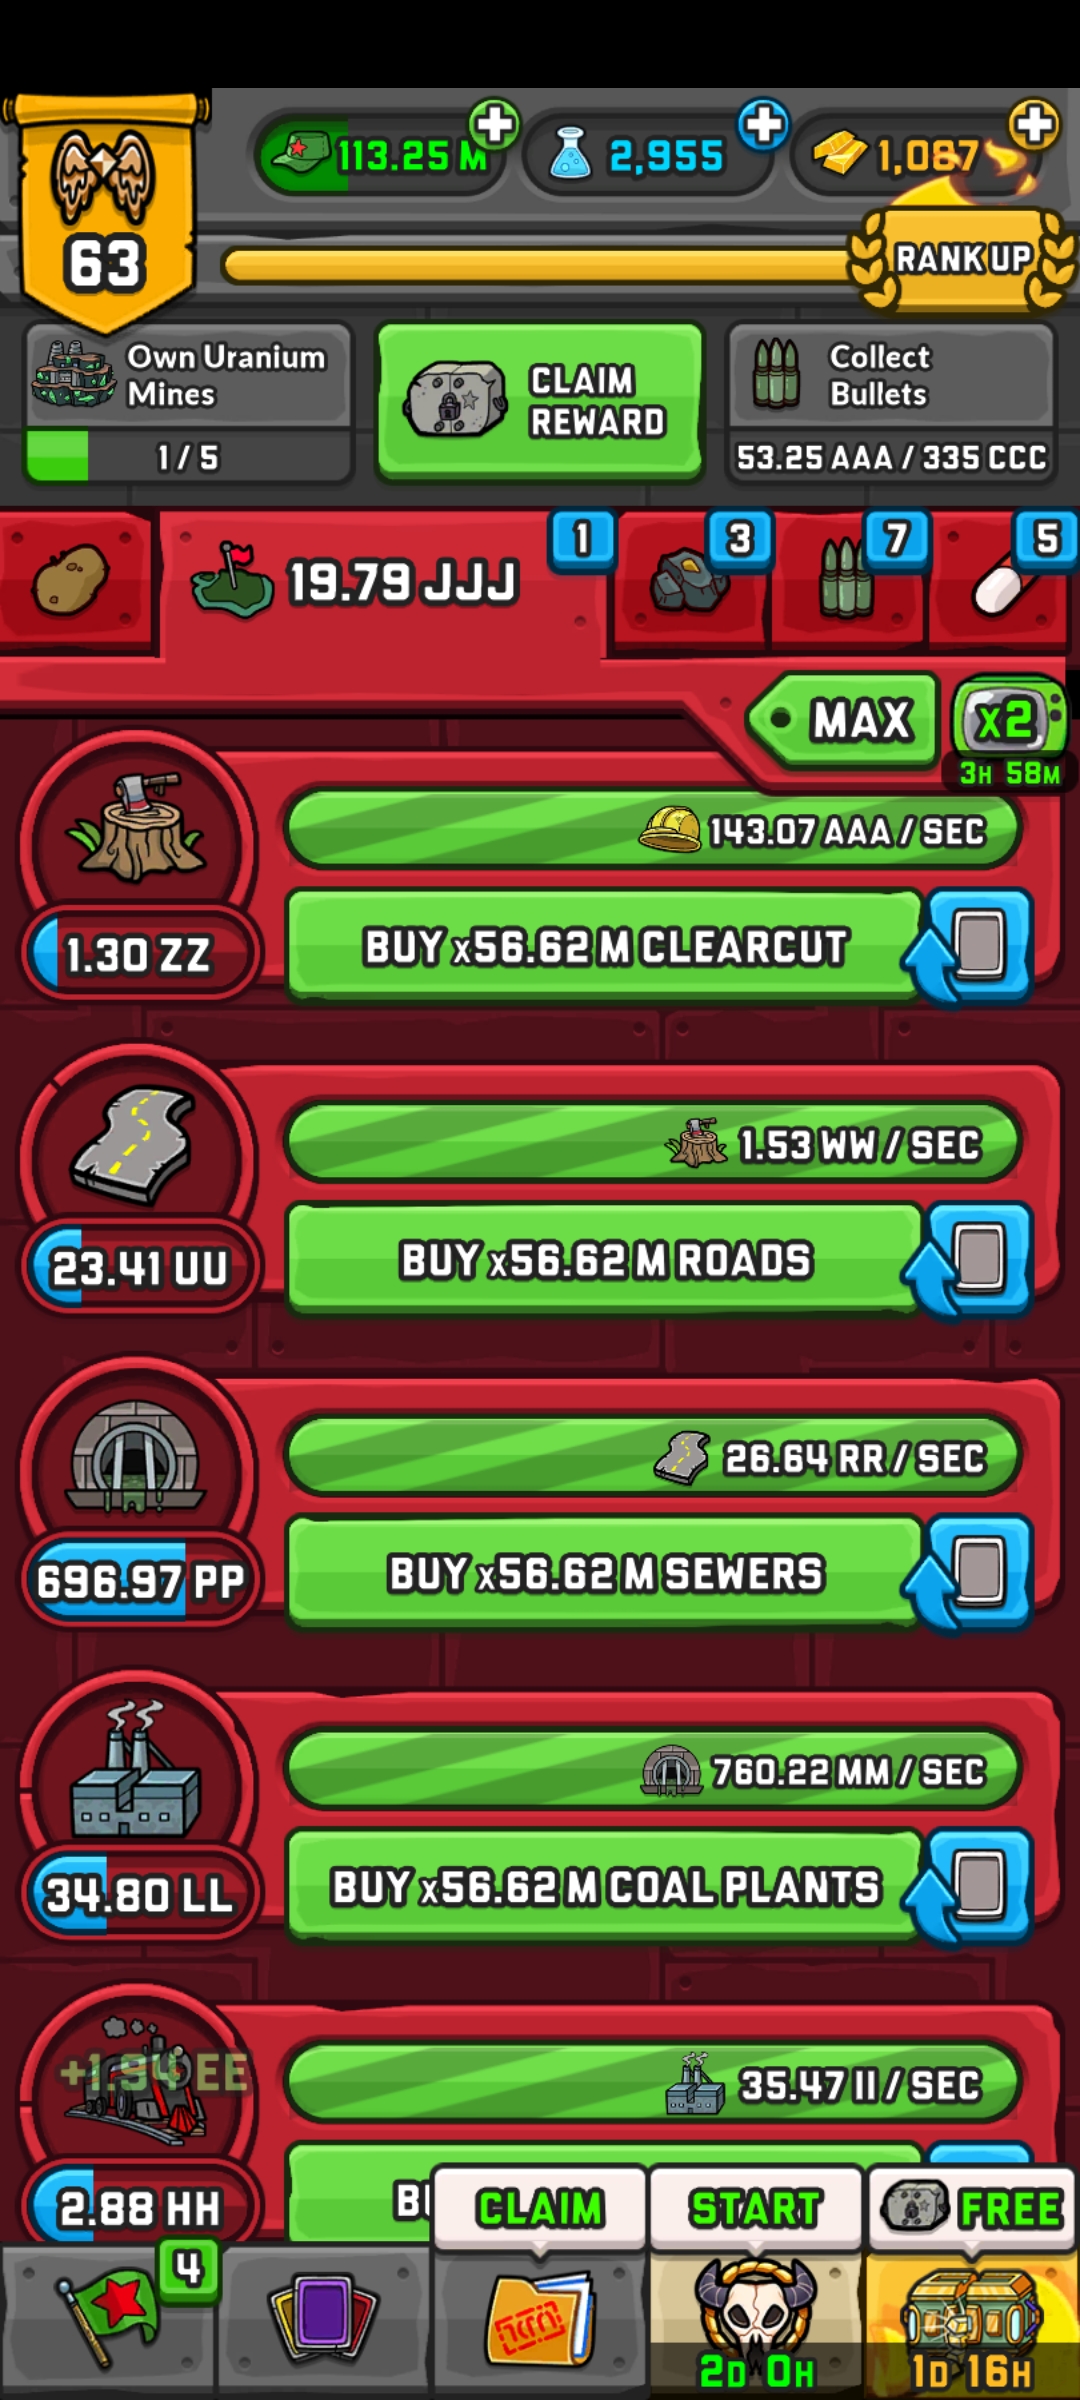 113.25 M
2,955
1,087
63
RANK UP
Own Uranium
Mines
1 / 5
CLAIM
REWARD
Collect
Bullets
53.25 AAA / 335 CCC
19.79 JJJ
1
3
7
5
MAX
x2
3H 58M
143.07 AAA / SEC
1.30 ZZ
BUY x56.62 M CLEARCUT
1.53 WW / SEC
23.41 UU
BUY x56.62 M ROADS
26.64 RR / SEC
696.97 PP
BUY x56.62 M SEWERS
760.22 MM / SEC
34.80 LL
BUY x56.62 M COAL PLANTS
+1.94 EE
35.47 II / SEC
2.88 HH
CLAIM
START
FREE
4
2D 0H
1D 16H